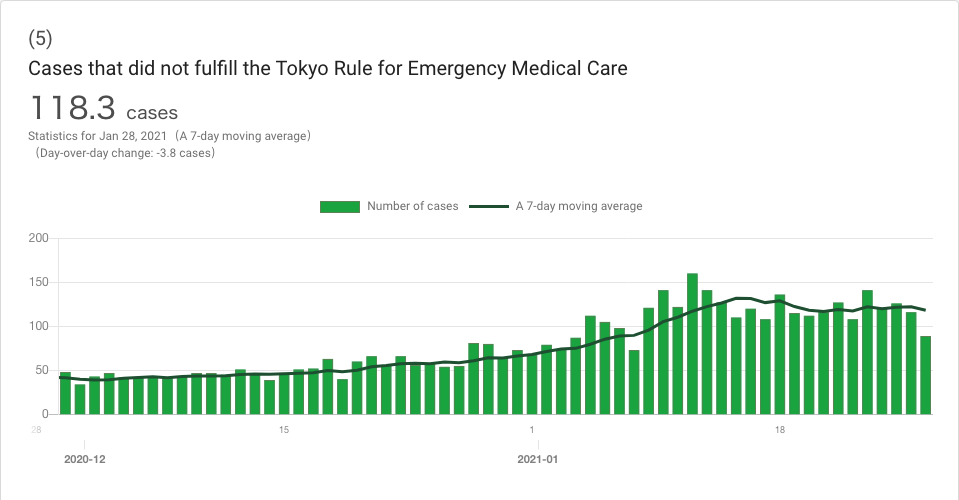 (5)
Cases that did not fulfill the Tokyo Rule for Emergency Medical Care
118.3 cases
Statistics for Jan 28, 2021（A 7-day moving average）
（Day-over-day change: -3.8 cases）
Number of cases A 7-day moving average
200
150
100
50
0
28 15 1 18
2020-12 2021-01